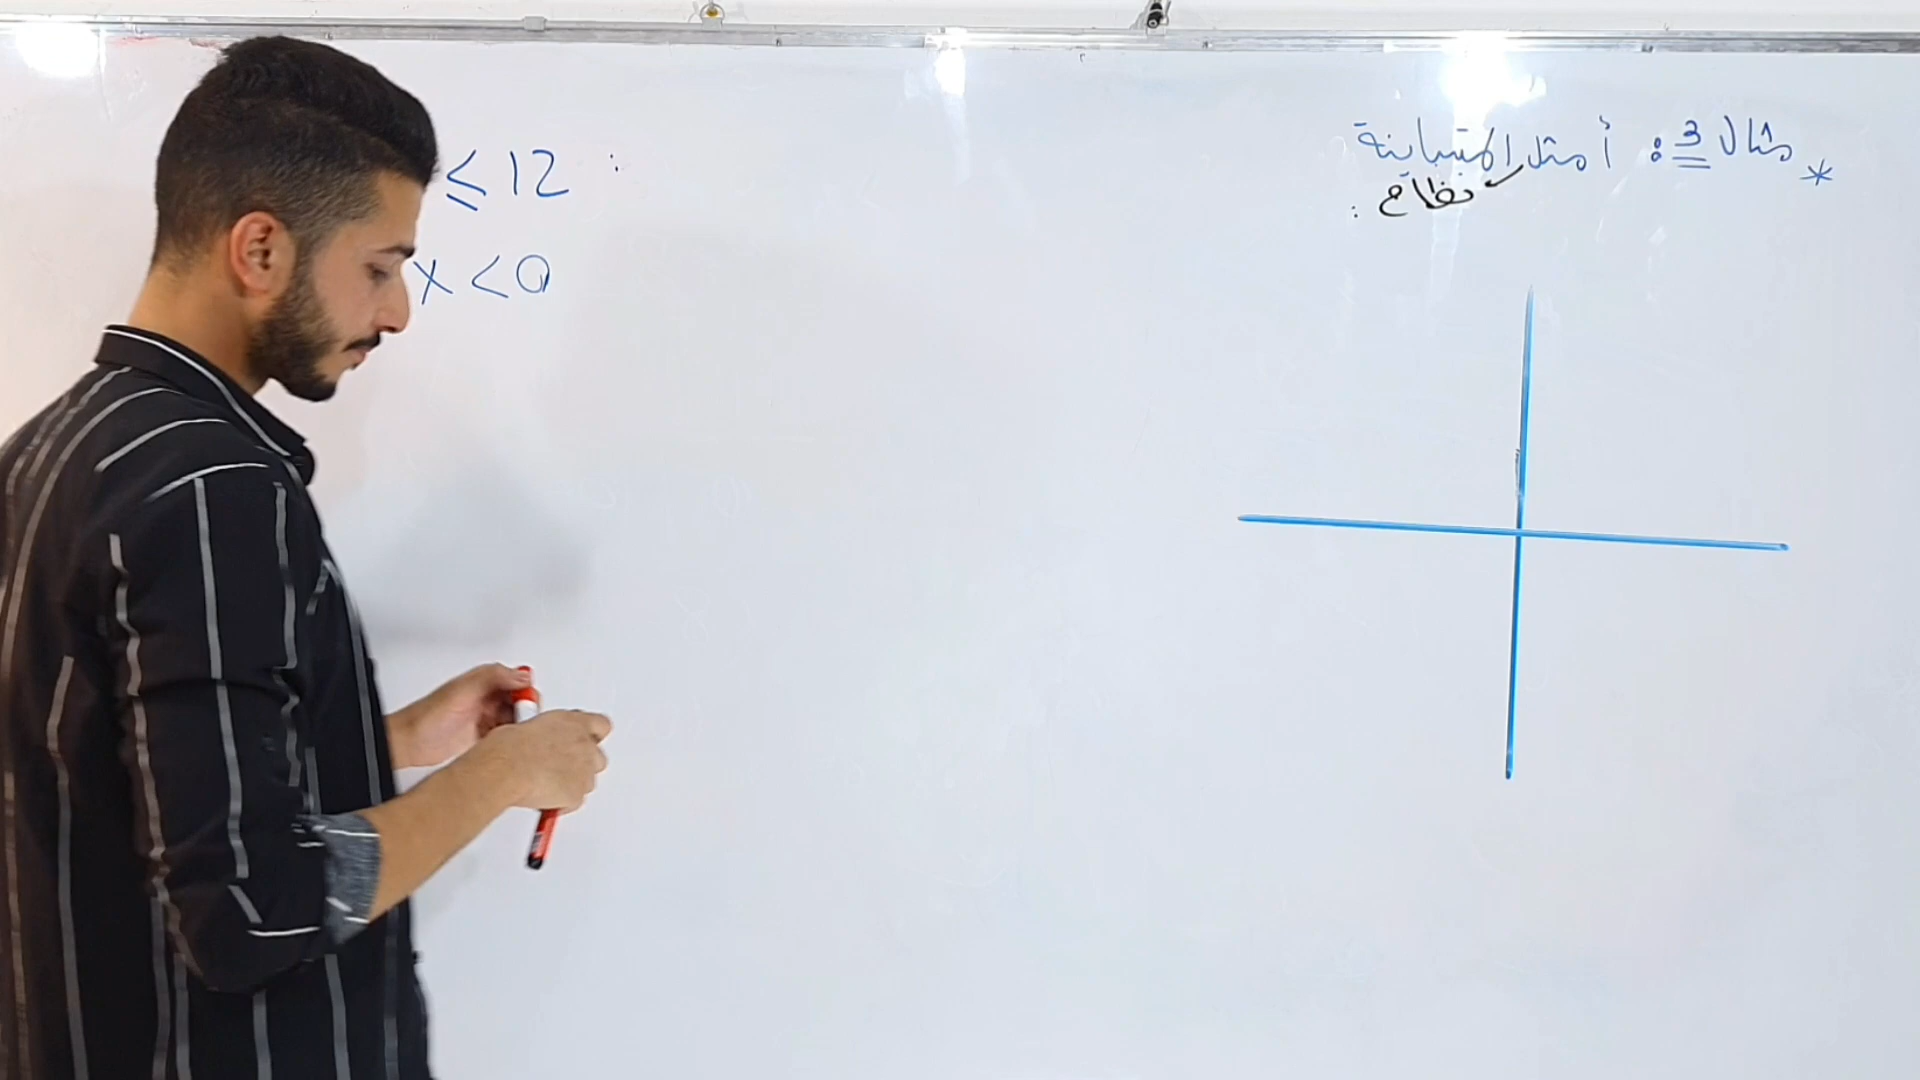 * مثال 3: أمثل المتباينة
نظام :
≤ 12 :
x < 0